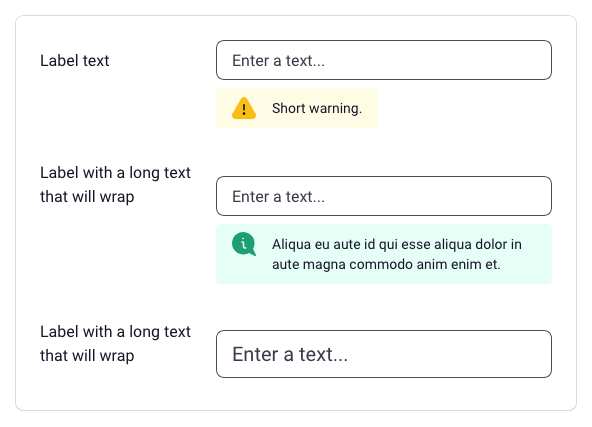 Label text
Enter a text...
Short warning.
Label with a long text
that will wrap
Enter a text...
Aliqua eu aute id qui esse aliqua dolor in
aute magna commodo anim enim et.
Label with a long text
that will wrap
Enter a text...